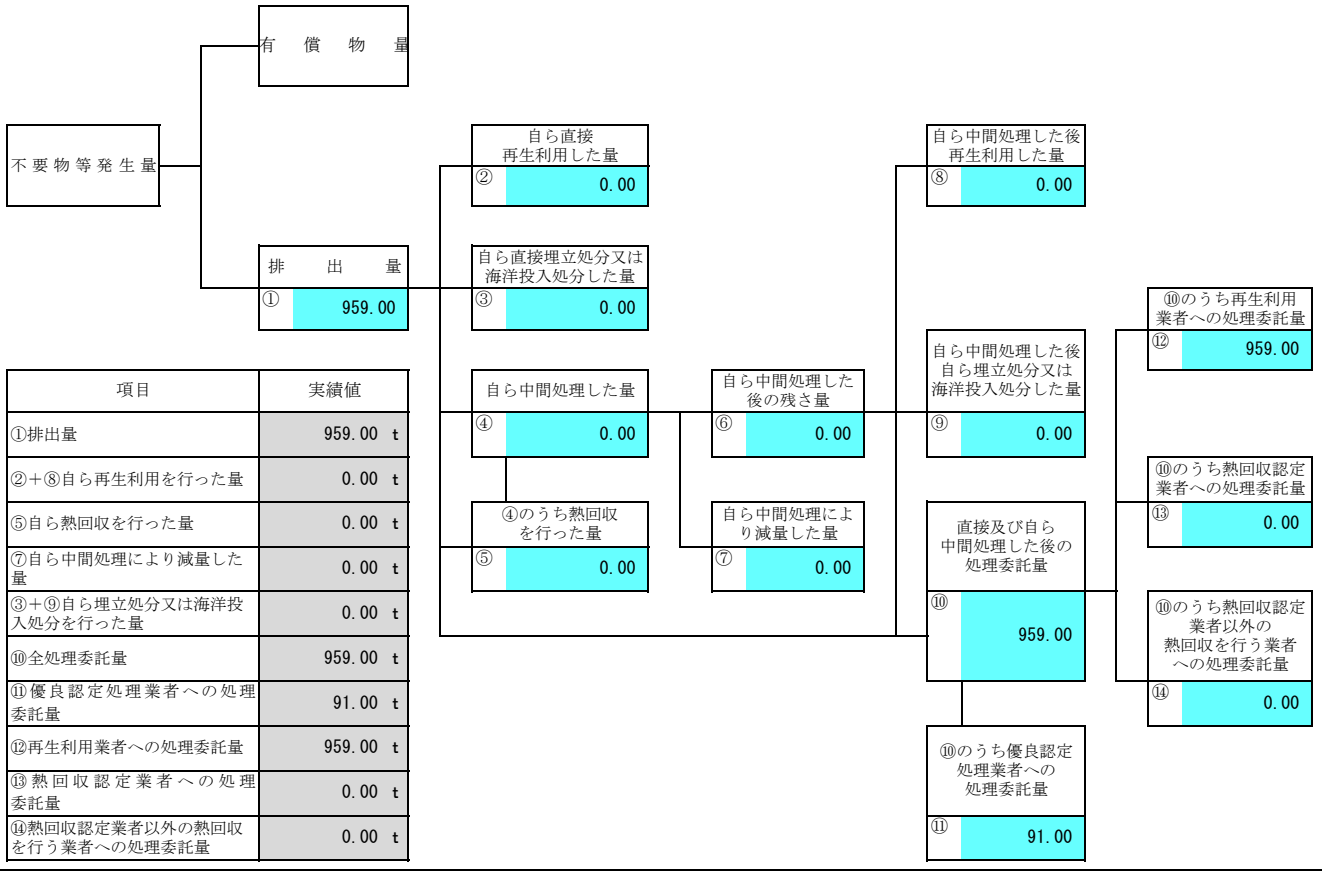 有償物量
不要物等発生量
排出量
①
959.00
自ら直接
再生利用した量
②
0.00
自ら直接埋立処分又は
海洋投入処分した量
③
0.00
自ら中間処理した量
④
0.00
④のうち熱回収
を行った量
⑤
0.00
自ら中間処理した
後の残さ量
⑥
0.00
自ら中間処理によ
り減量した量
⑦
0.00
自ら中間処理した後
再生利用した量
⑧
0.00
自ら中間処理した後
自ら埋立処分又は
海洋投入処分した量
⑨
0.00
直接及び自ら
中間処理した後の
処理委託量
⑩
959.00
⑩のうち優良認定
処理業者への
処理委託量
⑪
91.00
⑩のうち再生利用
業者への処理委託量
⑫
959.00
⑩のうち熱回収認定
業者への処理委託量
⑬
0.00
⑩のうち熱回収認定
業者以外の
熱回収を行う業者
への処理委託量
⑭
0.00
項目 実績値
①排出量 959.00 t
②＋⑧自ら再生利用を行った量 0.00 t
⑤自ら熱回収を行った量 0.00 t
⑦自ら中間処理により減量した
量 0.00 t
③＋⑨自ら埋立処分又は海洋投
入処分を行った量 0.00 t
⑩全処理委託量 959.00 t
⑪優良認定処理業者への処理
委託量 91.00 t
⑫再生利用業者への処理委託量 959.00 t
⑬熱回収認定業者への処理
委託量 0.00 t
⑭熱回収認定業者以外の熱回収
を行う業者への処理委託量 0.00 t